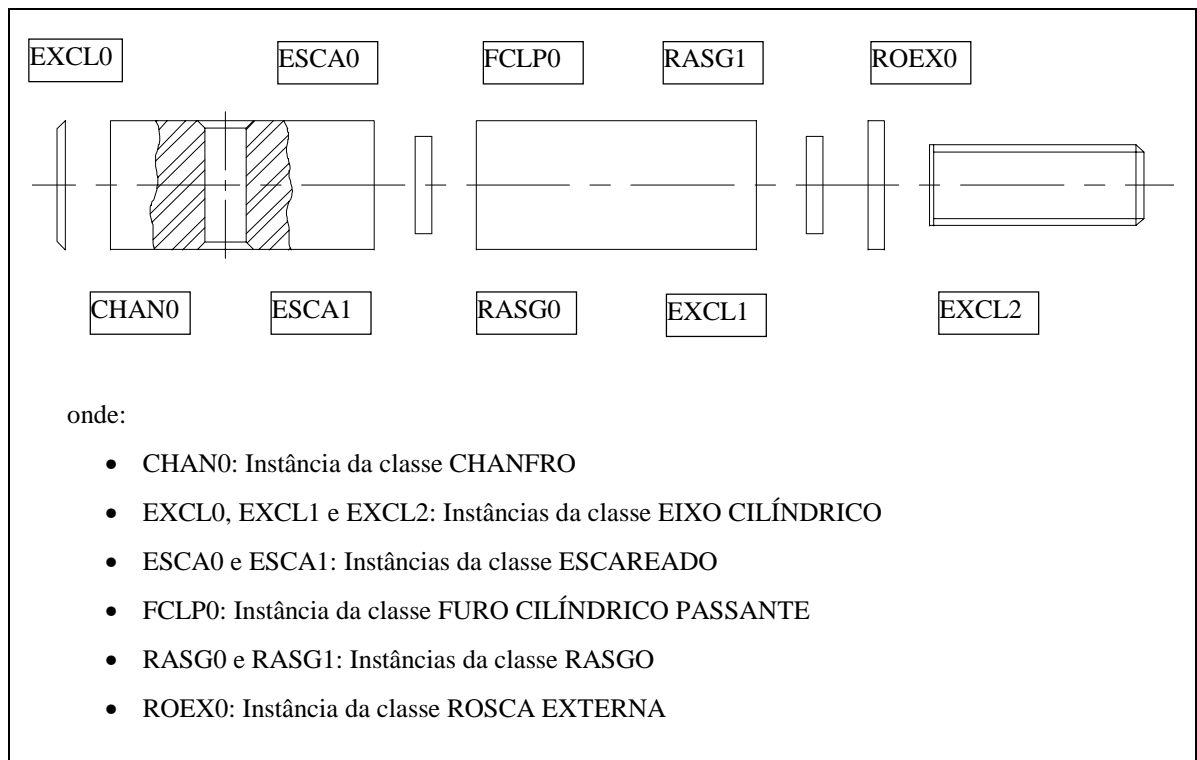 EXCL0 ESCA0 FCLP0 RASG1 ROEX0
CHAN0 ESCA1 RASG0 EXCL1 EXCL2
onde:
• CHAN0: Instância da classe CHANFRO
• EXCL0, EXCL1 e EXCL2: Instâncias da classe EIXO CILÍNDRICO
• ESCA0 e ESCA1: Instâncias da classe ESCAREADO
• FCLP0: Instância da classe FURO CILÍNDRICO PASSANTE
• RASG0 e RASG1: Instâncias da classe RASGO
• ROEX0: Instância da classe ROSCA EXTERNA